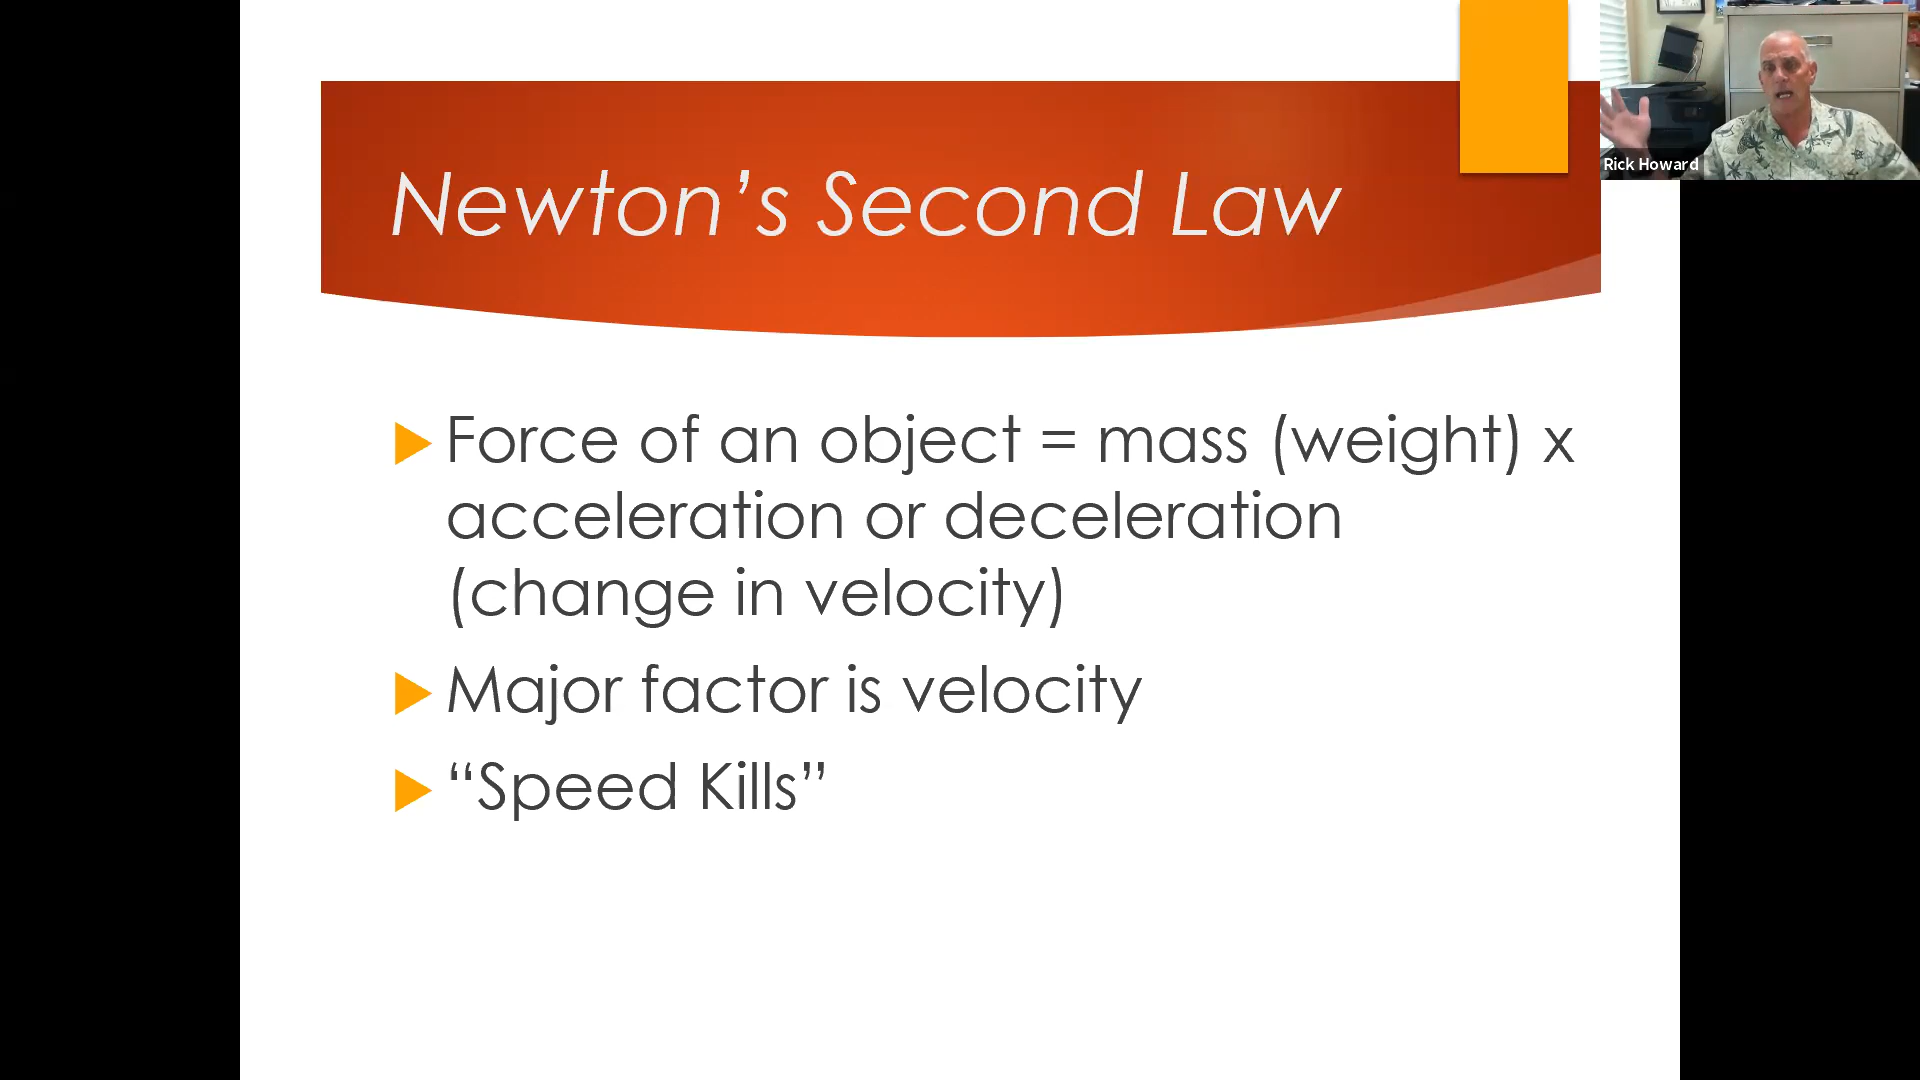 Newton’s Second Law
Rick Howard
Force of an object = mass (weight) x
acceleration or deceleration
(change in velocity)
Major factor is velocity
“Speed Kills”